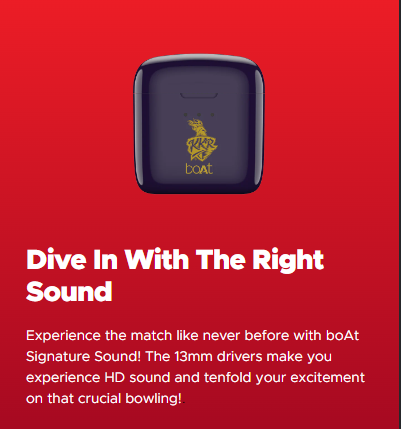 KKR
boAt
Dive In With The Right
Sound
Experience the match like never before with boAt
Signature Sound! The 13mm drivers make you
experience HD sound and tenfold your excitement
on that crucial bowling!